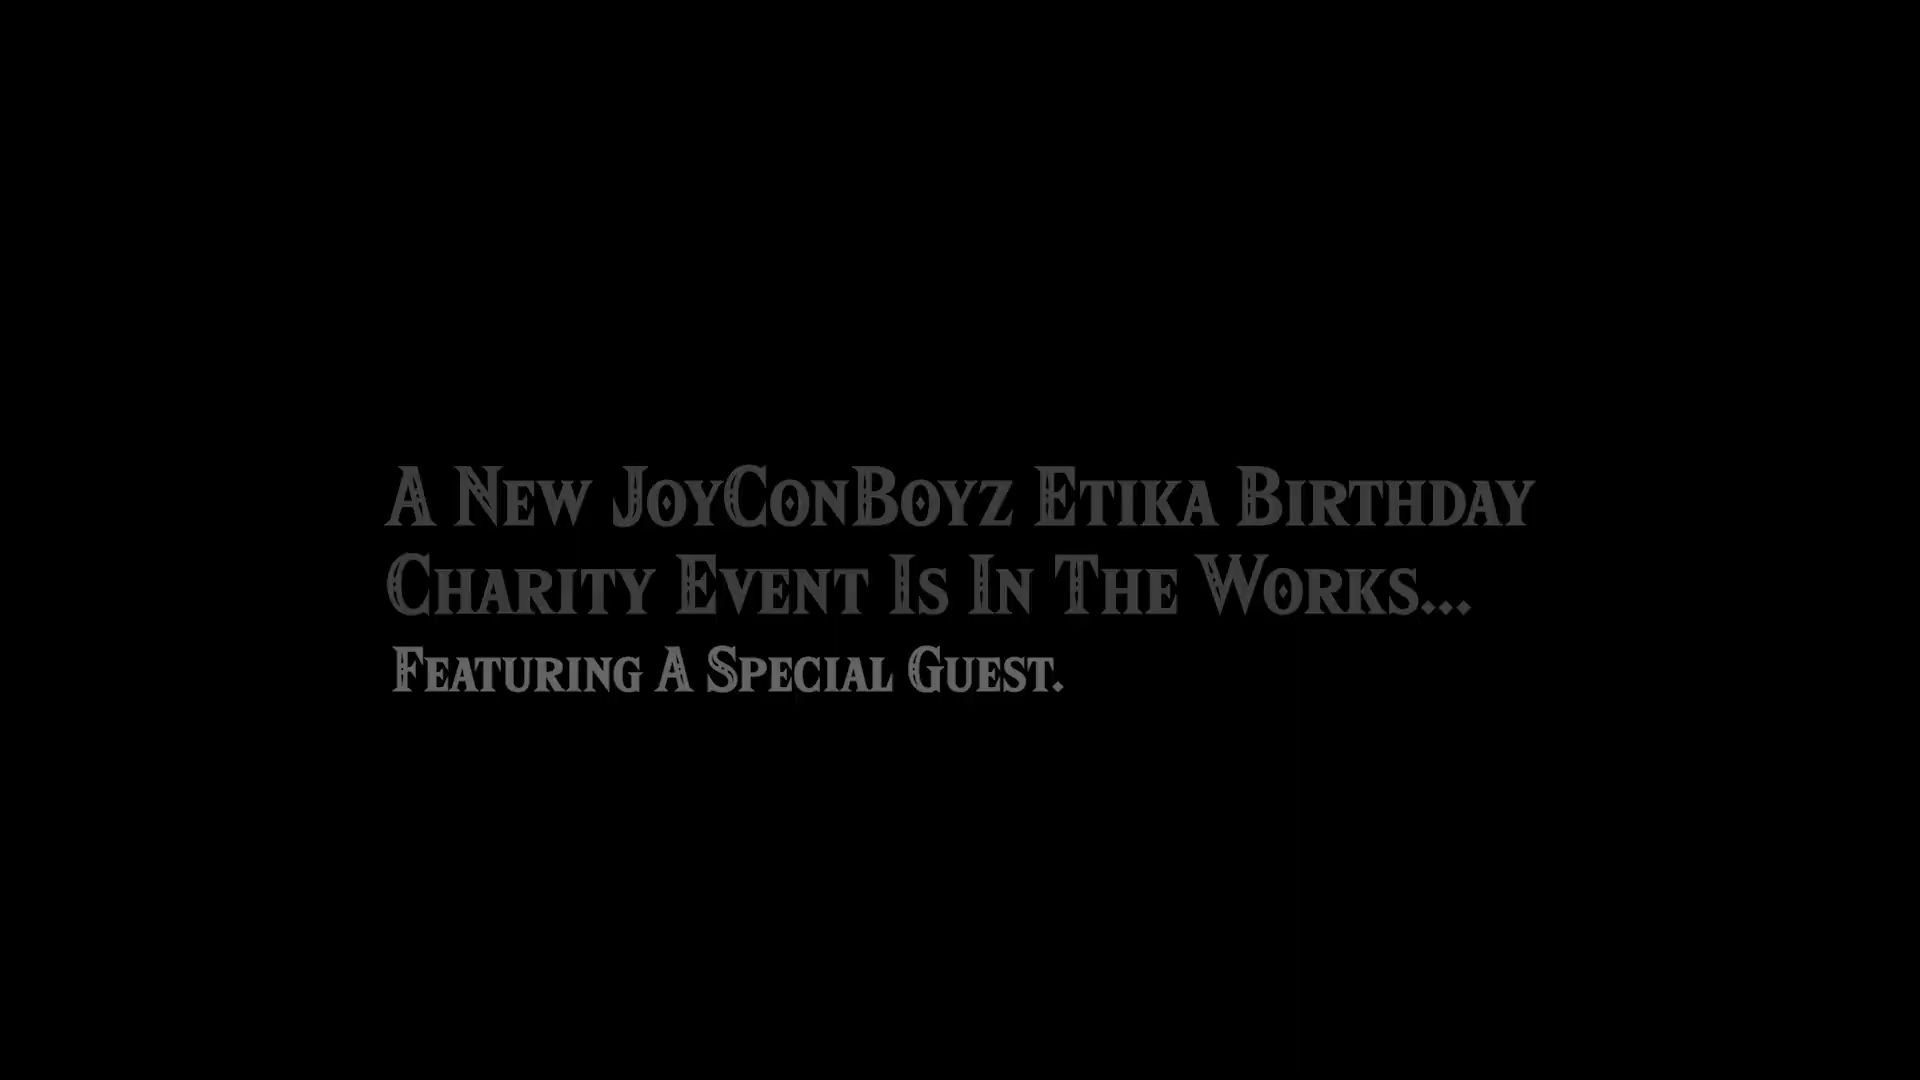 A New JoyConBoyz Etika Birthday
Charity Event Is In The Works...
Featuring A Special Guest.